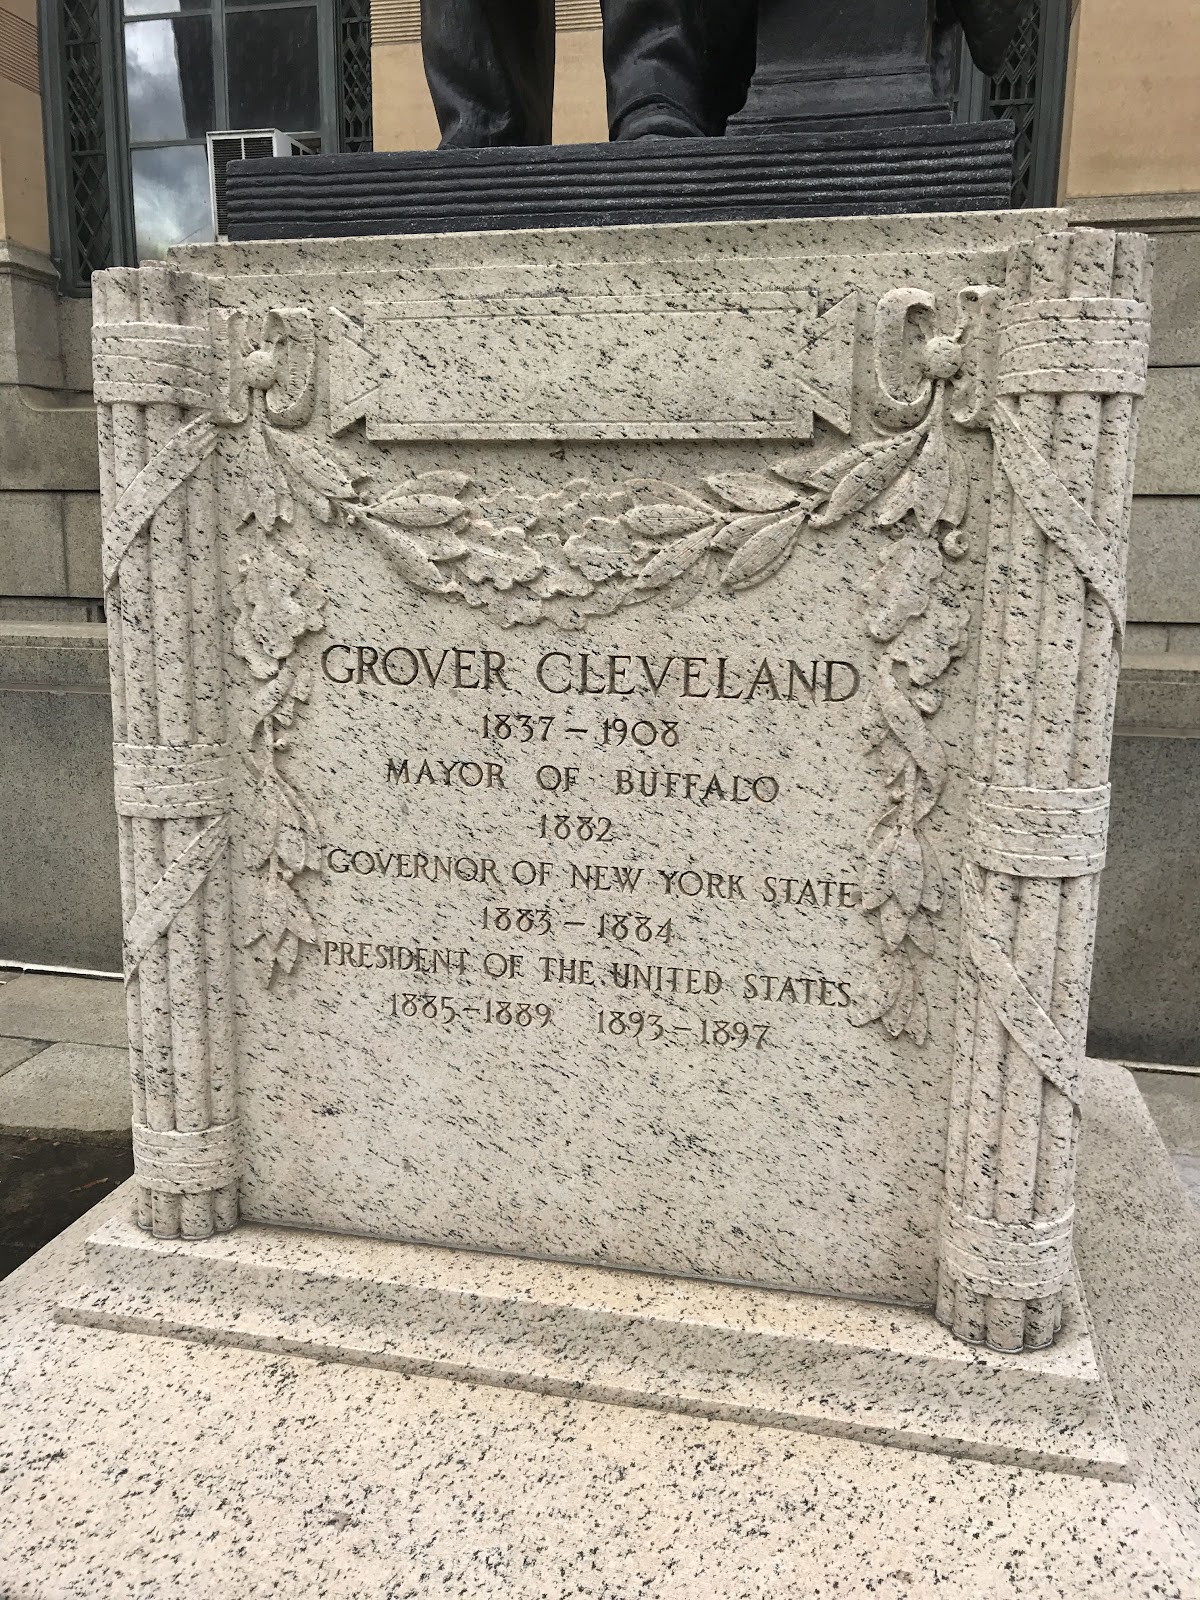 GROVER CLEVELAND
1837 – 1908
MAYOR OF BUFFALO
1882
GOVERNOR OF NEW YORK STATE
1883 – 1884
PRESIDENT OF THE UNITED STATES
1885 – 1889 1893 – 1897